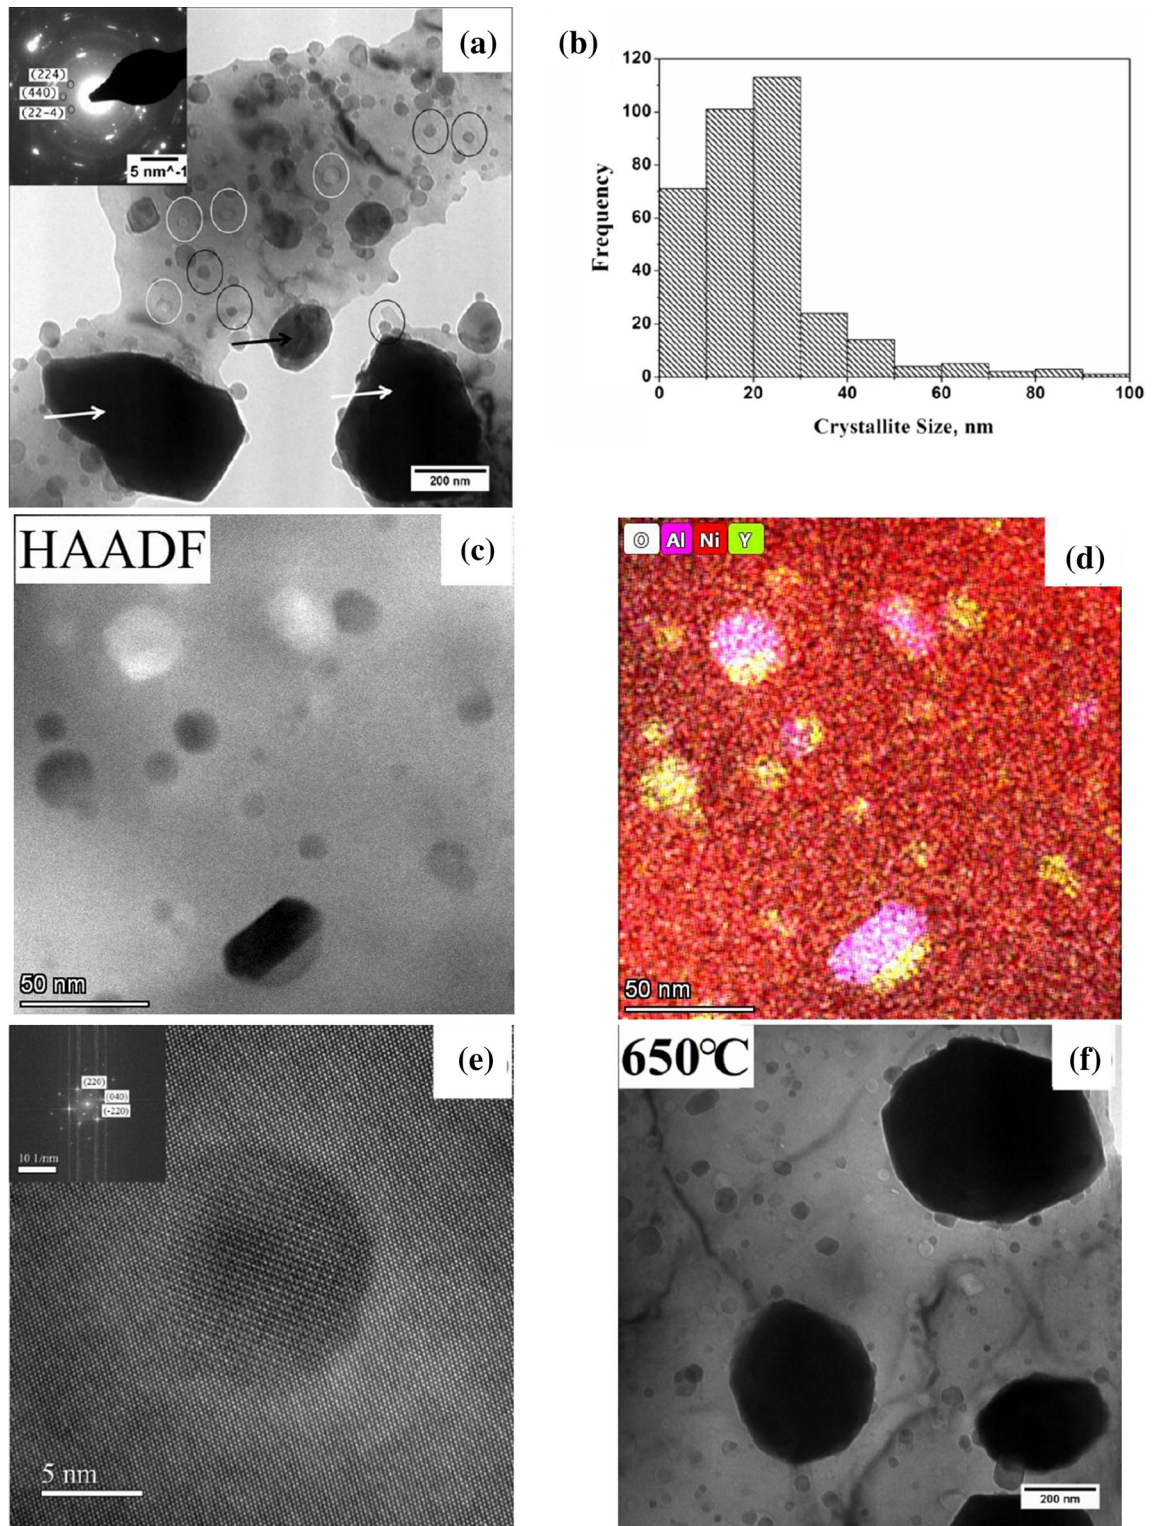 (a)
(224)
(440)
(22-4)
5 nm^-1
200 nm
(b)
120
100
80
60
40
20
0
Frequency
0 20 40 60 80 100
Crystallite Size, nm
HAADF
(c)
50 nm
O Al Ni Y
(d)
50 nm
(e)
(220)
(040)
(-220)
10 1/nm
5 nm
650°C
(f)
200 nm